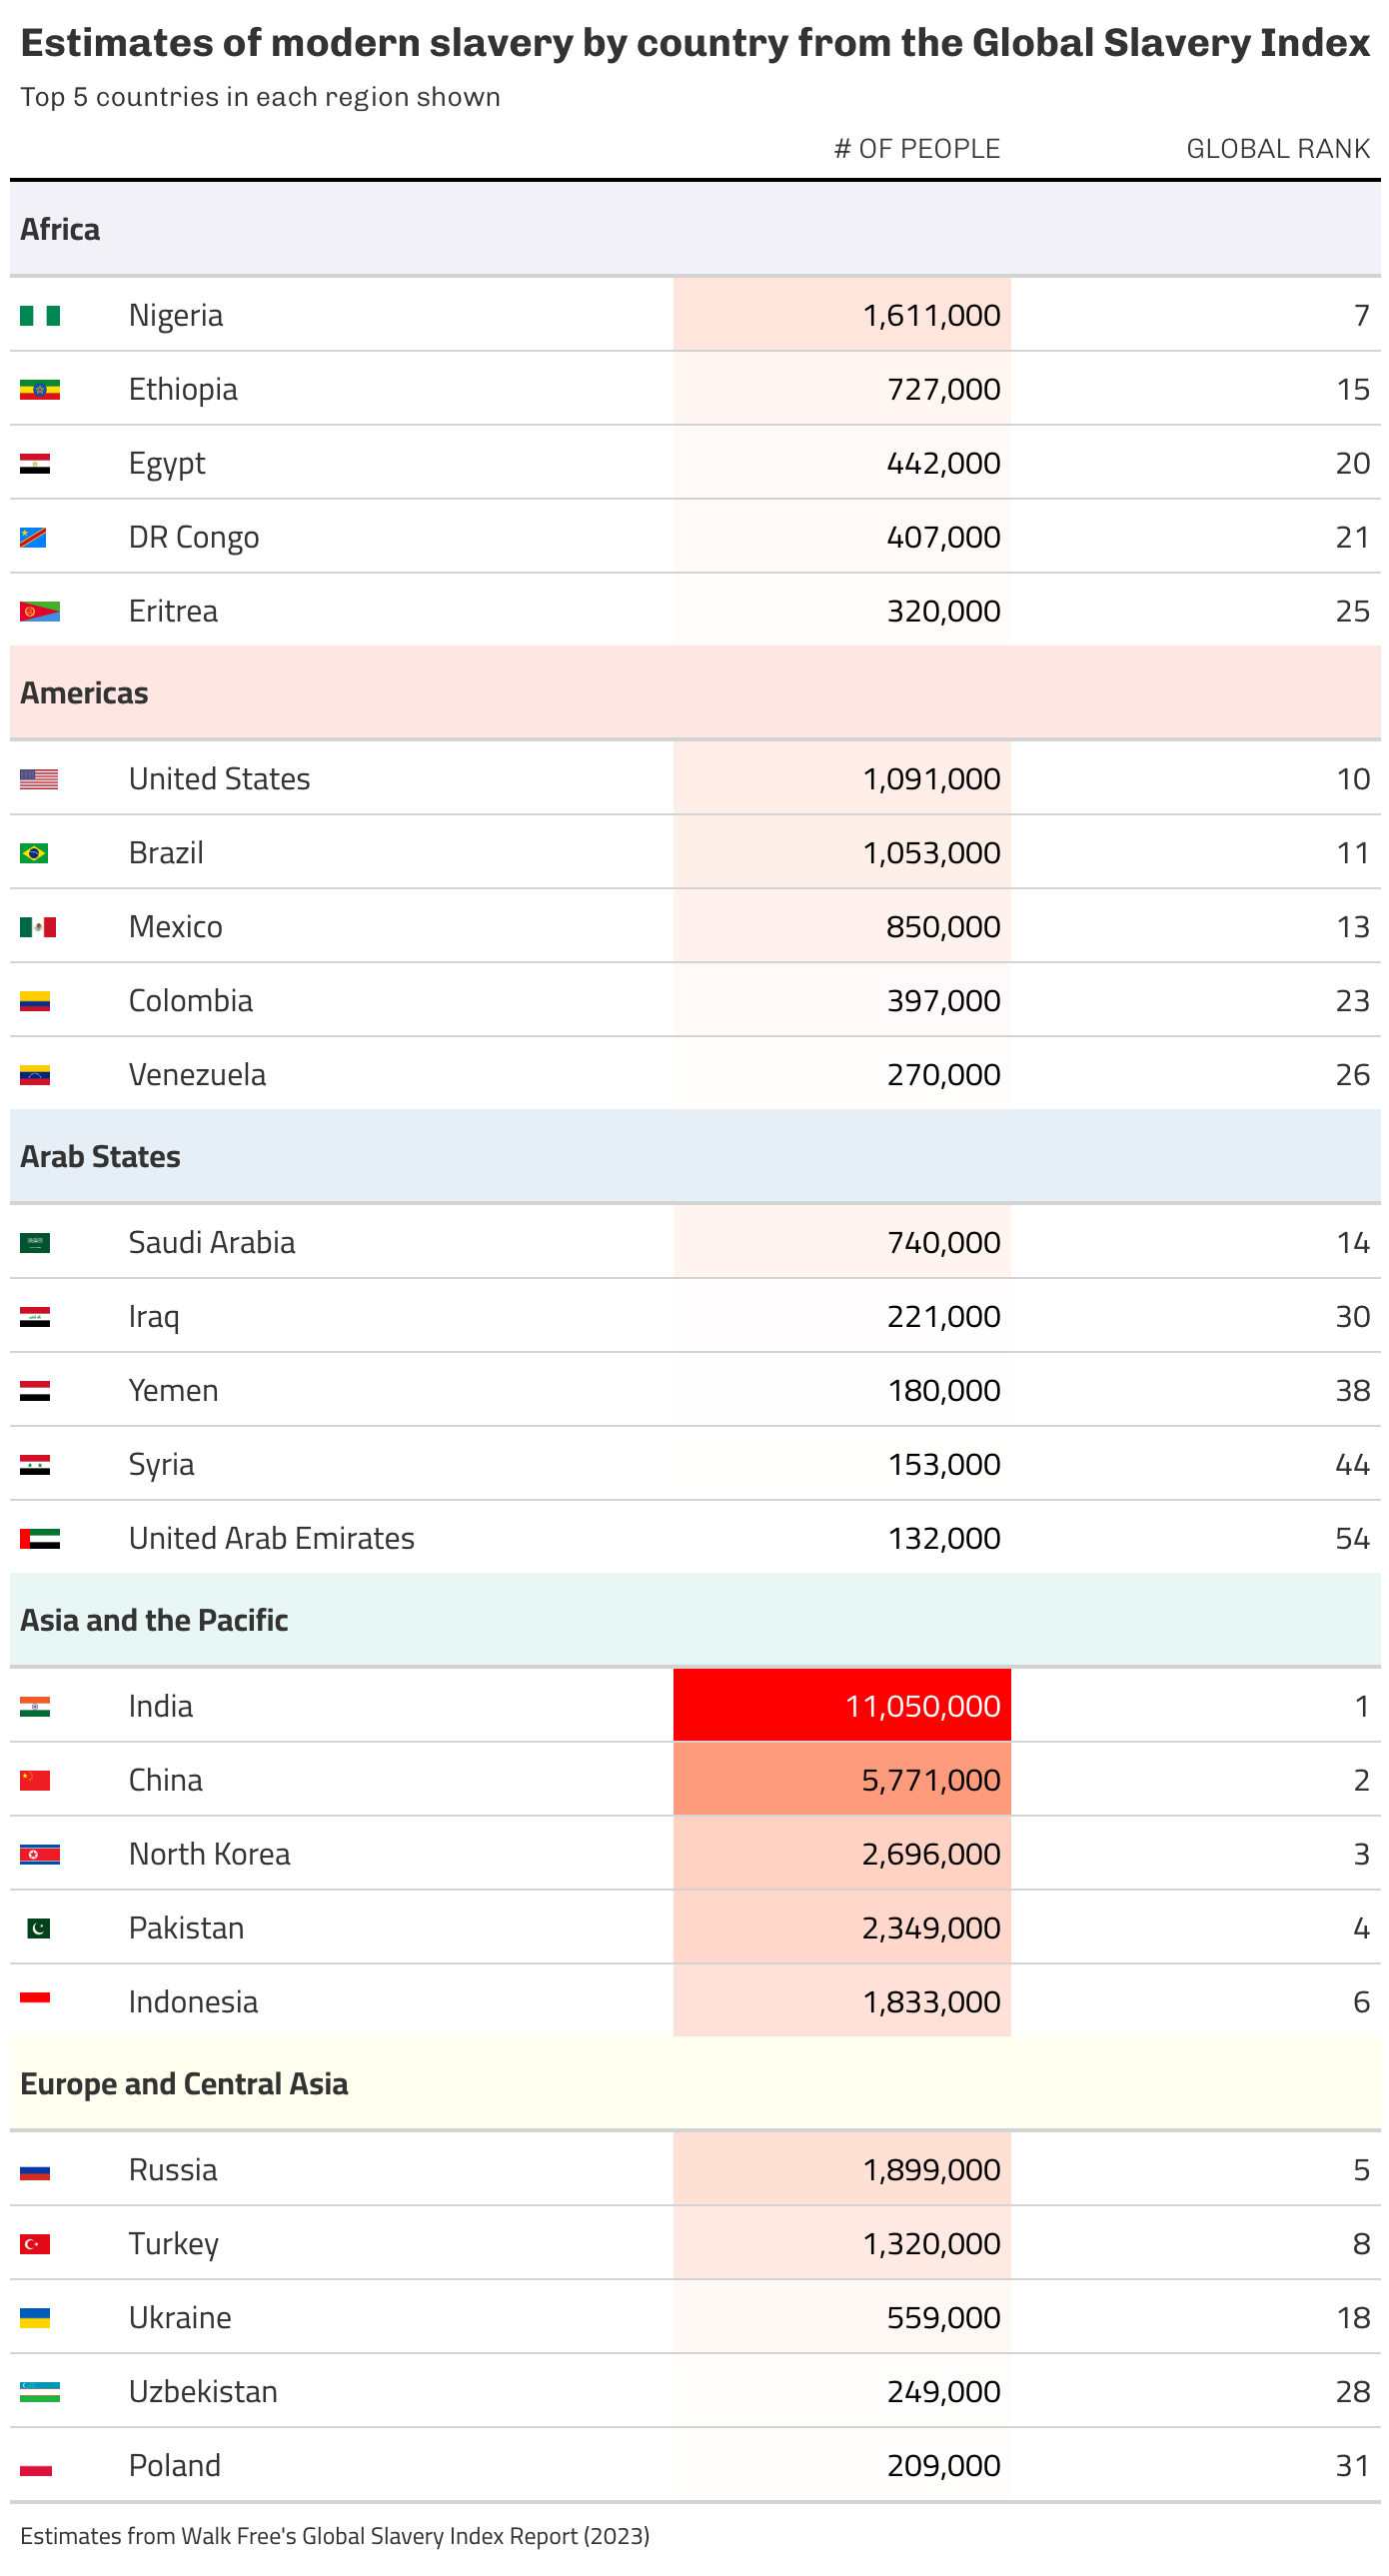 Estimates of modern slavery by country from the Global Slavery Index
Top 5 countries in each region shown
# OF PEOPLE GLOBAL RANK
Africa
Nigeria 1,611,000 7
Ethiopia 727,000 15
Egypt 442,000 20
DR Congo 407,000 21
Eritrea 320,000 25
Americas
United States 1,091,000 10
Brazil 1,053,000 11
Mexico 850,000 13
Colombia 397,000 23
Venezuela 270,000 26
Arab States
Saudi Arabia 740,000 14
Iraq 221,000 30
Yemen 180,000 38
Syria 153,000 44
United Arab Emirates 132,000 54
Asia and the Pacific
India 11,050,000 1
China 5,771,000 2
North Korea 2,696,000 3
Pakistan 2,349,000 4
Indonesia 1,833,000 6
Europe and Central Asia
Russia 1,899,000 5
Turkey 1,320,000 8
Ukraine 559,000 18
Uzbekistan 249,000 28
Poland 209,000 31
Estimates from Walk Free's Global Slavery Index Report (2023)